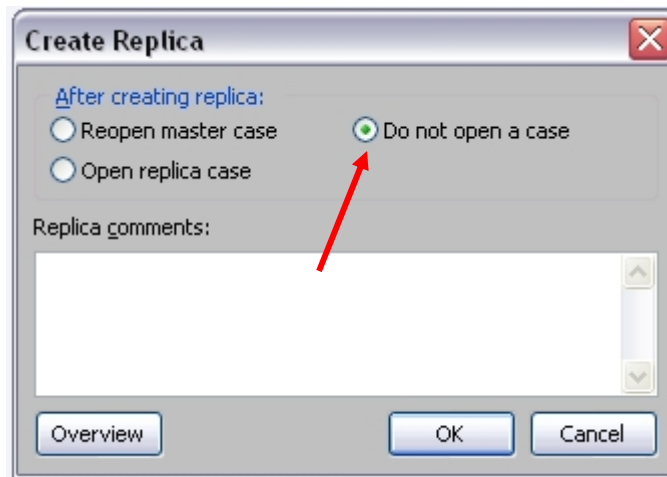 Create Replica
After creating replica:
Reopen master case
Do not open a case
Open replica case
Replica comments:
Overview
OK
Cancel